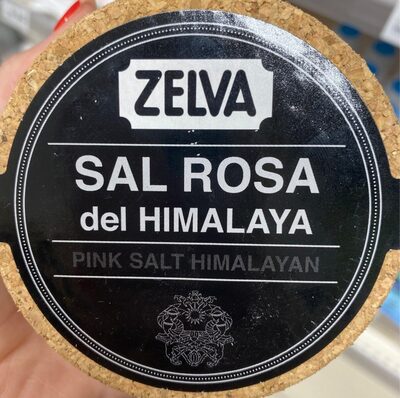 ZELVA
SAL ROSA
del HIMALAYA
PINK SALT HIMALAYAN